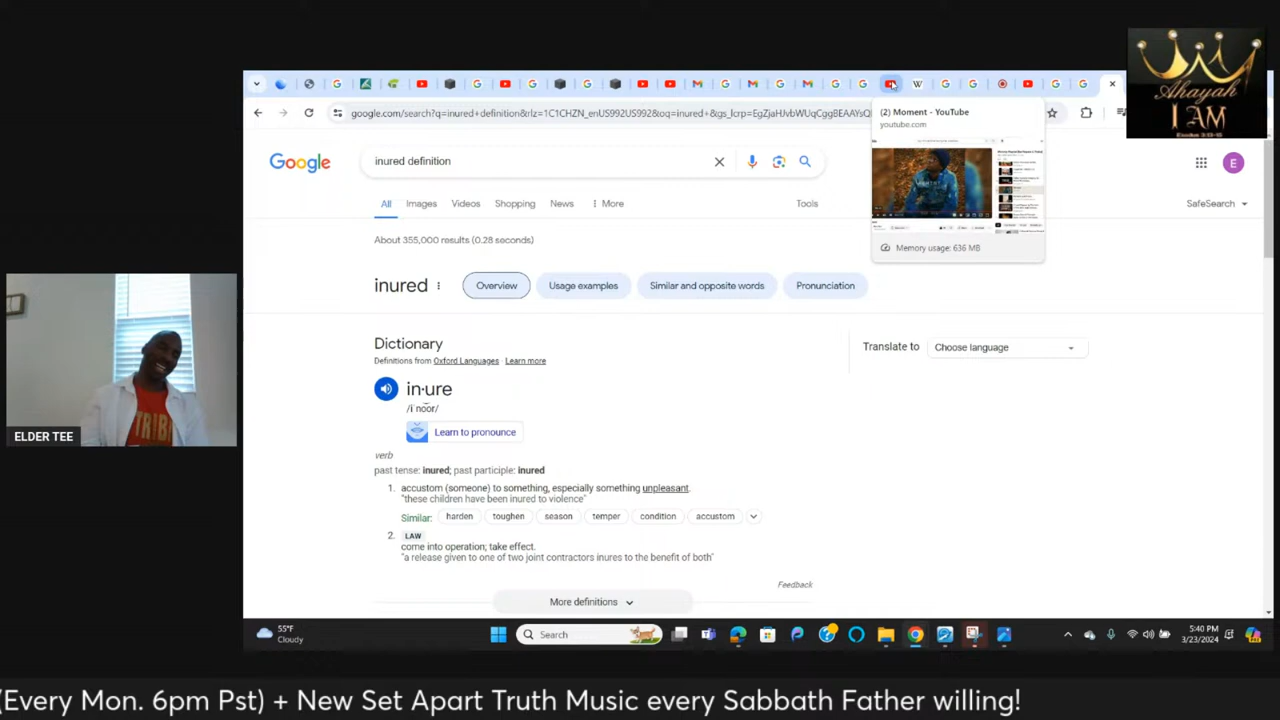 Ahayah
I AM
Exodus 3:13-15
(2) Moment - YouTube
youtube.com
Memory usage: 636 MB
Google
inured definition
All
Images
Videos
Shopping
News
More
Tools
SafeSearch
E
About 355,000 results (0.28 seconds)
inured
Overview
Usage examples
Similar and opposite words
Pronunciation
Dictionary
Definitions from Oxford Languages · Learn more
Translate to
Choose language
in·ure
Learn to pronounce
verb
past tense: inured; past participle: inured
1. accustom (someone) to something, especially something unpleasant.
"these children have been inured to violence"
Similar: harden toughen season temper condition accustom
2. LAW
come into operation; take effect.
"a release given to one of two joint contractors inures to the benefit of both"
Feedback
More definitions
TRIBE
ELDER TEE
55°F
Cloudy
Search
5:40 PM
3/23/2024
(Every Mon. 6pm Pst) + New Set Apart Truth Music every Sabbath Father willing!